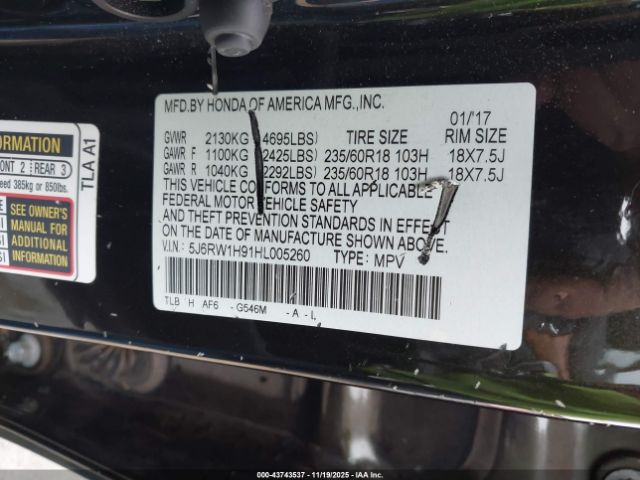 MFD.BY HONDA OF AMERICA MFG.,INC.
01/17
GVWR 2130KG 4695LBS) TIRE SIZE RIM SIZE
GAWR F 1100KG 2425LBS) 235/60R18 103H 18X7.5J
GAWR R 1040KG 2292LBS) 235/60R18 103H 18X7.5J
THIS VEHICLE CONFORMS TO ALL APPLICABLE
FEDERAL MOTOR VEHICLE SAFETY
AND THEFT PREVENTION STANDARDS IN EFFECT
ON THE DATE OF MANUFACTURE SHOWN ABOVE.
V.I.N: 5J6RW1H91HL005260 TYPE: MPV
TLB H AF6 - G546M - A - I,
ORMATION
ONT 2 REAR 3
eed 385kg or 850lbs.
SEE OWNER'S
MANUAL FOR
ADDITIONAL
INFORMATION
TLA A1
000-43743537 - 11/19/2025 - IAA Corp.